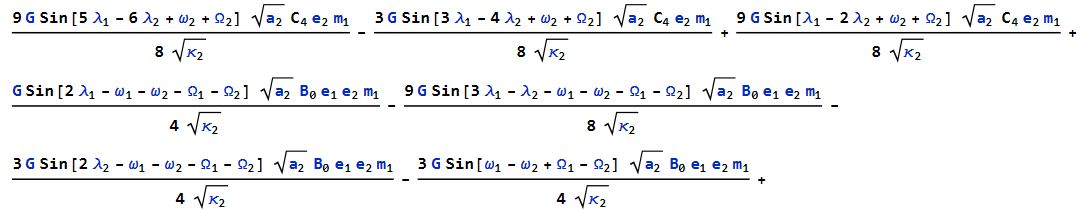 9 G Sin[5 λ₁ - 6 λ₂ + ω₂ + Ω₂] √a₂ C₄ e₂ m₁ / 8 √κ₂ - 3 G Sin[3 λ₁ - 4 λ₂ + ω₂ + Ω₂] √a₂ C₄ e₂ m₁ / 8 √κ₂ + 9 G Sin[λ₁ - 2 λ₂ + ω₂ + Ω₂] √a₂ C₄ e₂ m₁ / 8 √κ₂ +
G Sin[2 λ₁ - ω₁ - ω₂ - Ω₁ - Ω₂] √a₂ B₀ e₁ e₂ m₁ / 4 √κ₂ - 9 G Sin[3 λ₁ - λ₂ - ω₁ - ω₂ - Ω₁ - Ω₂] √a₂ B₀ e₁ e₂ m₁ / 8 √κ₂ -
3 G Sin[2 λ₂ - ω₁ - ω₂ - Ω₁ - Ω₂] √a₂ B₀ e₁ e₂ m₁ / 4 √κ₂ - 3 G Sin[ω₁ - ω₂ + Ω₁ - Ω₂] √a₂ B₀ e₁ e₂ m₁ / 4 √κ₂ +